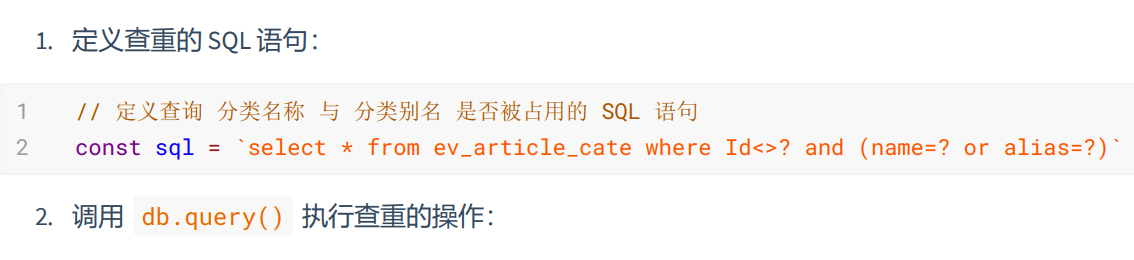 1. 定义查重的 SQL 语句：
1 // 定义查询 分类名称 与 分类别名 是否被占用的 SQL 语句
2 const sql = `select * from ev_article_cate where Id<>? and (name=? or alias=?)`
2. 调用 db.query() 执行查重的操作：